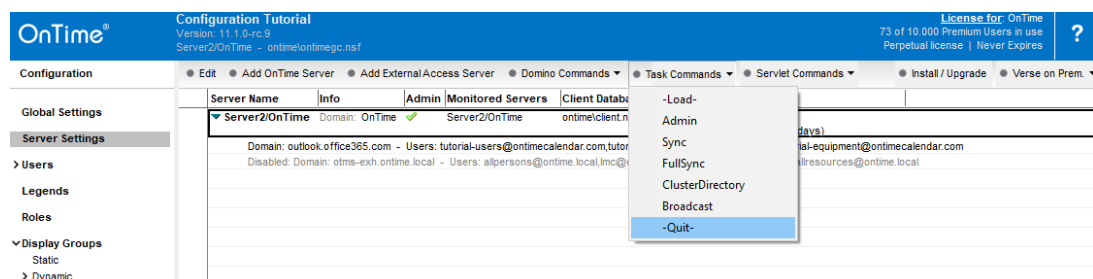 OnTime®
Configuration Tutorial
Version: 11.1.0-rc.9
Server2/OnTime - ontime\ontimegc.nsf
License for: OnTime
73 of 10.000 Premium Users in use
Perpetual license | Never Expires
?
Configuration
Edit
Add OnTime Server
Add External Access Server
Domino Commands
Task Commands
Servlet Commands
Install / Upgrade
Verse on Prem.
Global Settings
Server Settings
Users
Legends
Roles
Display Groups
Static
Dynamic
Server Name Info Admin Monitored Servers Client Databa
Server2/OnTime Domain: OnTime Server2/OnTime ontime\client.n
days)
Domain: outlook.office365.com - Users: tutorial-users@ontimecalendar.com,tutor
ial-equipment@ontimecalendar.com
Disabled: Domain: otms-exh.ontime.local - Users: allpersons@ontime.local,lmc@
allresources@ontime.local
-Load-
Admin
Sync
FullSync
ClusterDirectory
Broadcast
-Quit-